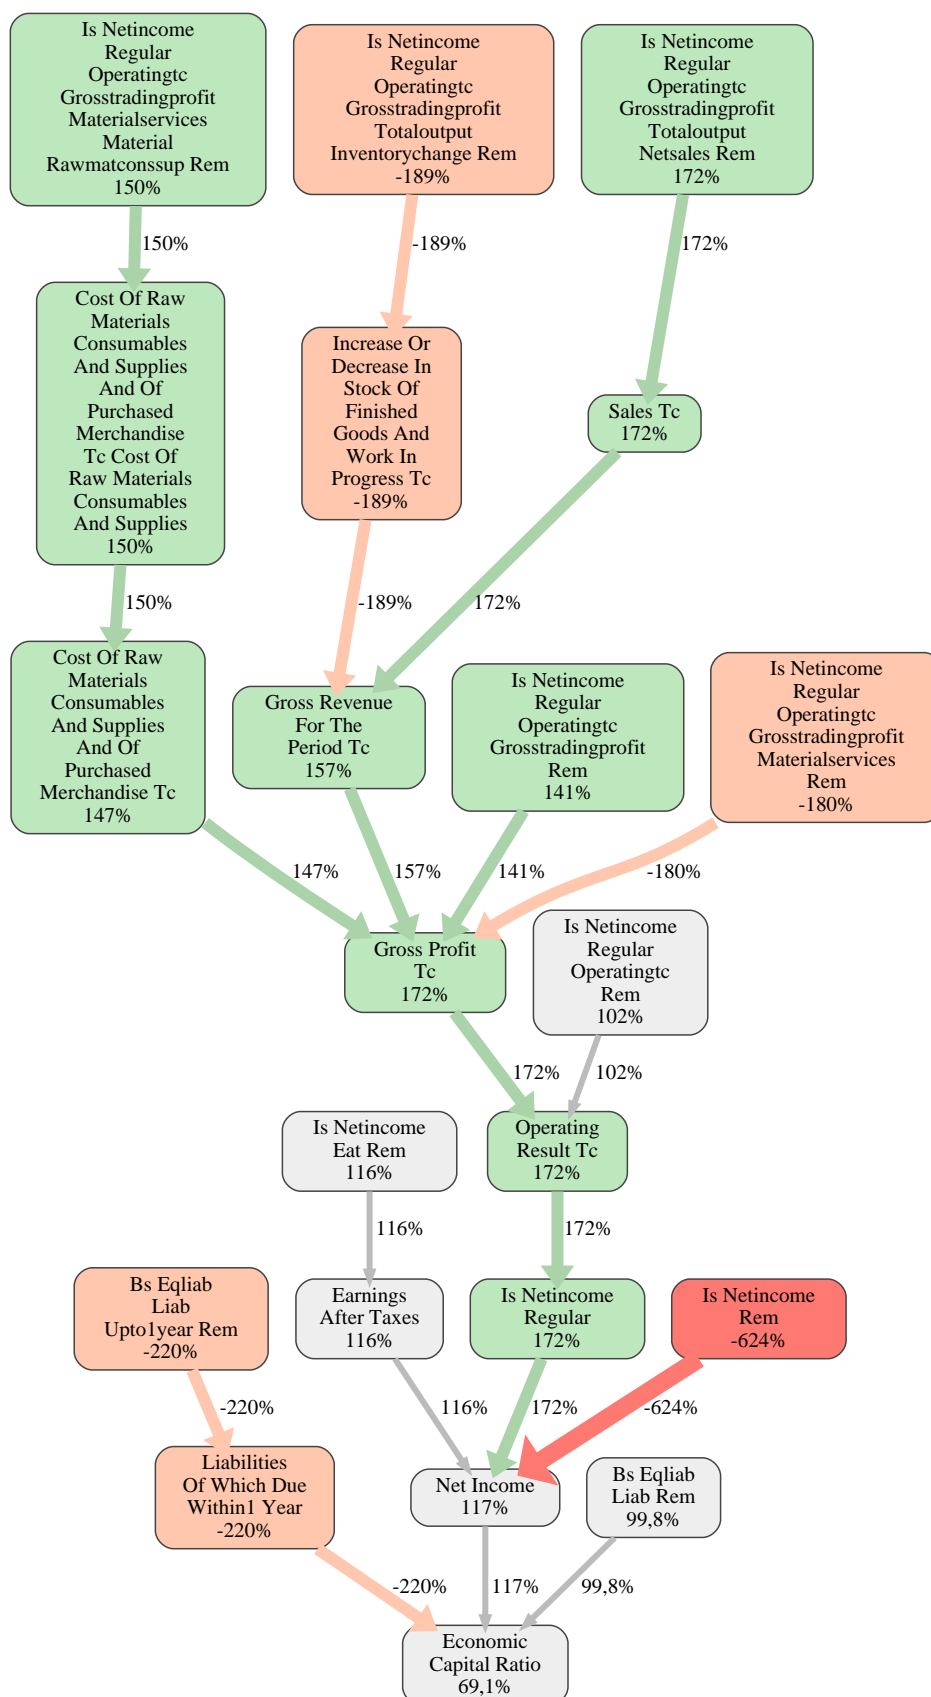 Is Netincome
Regular
Operatingtc
Grosstradingprofit
Materialservices
Material
Rawmatconssup Rem
150%
Is Netincome
Regular
Operatingtc
Grosstradingprofit
Totaloutput
Inventorychange Rem
-189%
Is Netincome
Regular
Operatingtc
Grosstradingprofit
Totaloutput
Netsales Rem
172%
150%
-189%
172%
Cost Of Raw
Materials
Consumables
And Supplies
And Of
Purchased
Merchandise
Tc Cost Of
Raw Materials
Consumables
And Supplies
150%
Increase Or
Decrease In
Stock Of
Finished
Goods And
Work In
Progress Tc
-189%
Sales Tc
172%
150%
-189%
172%
Cost Of Raw
Materials
Consumables
And Supplies
And Of
Purchased
Merchandise Tc
147%
Gross Revenue
For The
Period Tc
157%
Is Netincome
Regular
Operatingtc
Grosstradingprofit
Rem
141%
Is Netincome
Regular
Operatingtc
Grosstradingprofit
Materialservices
Rem
-180%
147%
157%
141%
-180%
Gross Profit
Tc
172%
Is Netincome
Regular
Operatingtc
Rem
102%
172%
102%
Is Netincome
Eat Rem
116%
Operating
Result Tc
172%
116%
172%
Bs Eqliab
Liab
Upto1year Rem
-220%
Earnings
After Taxes
116%
Is Netincome
Regular
172%
Is Netincome
Rem
-624%
-220%
116%
172%
-624%
Liabilities
Of Which Due
Within1 Year
-220%
Net Income
117%
Bs Eqliab
Liab Rem
99,8%
-220%
117%
99,8%
Economic
Capital Ratio
69,1%